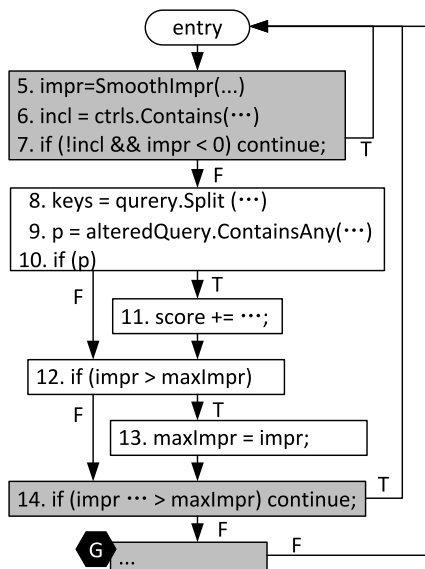 entry
5. impr=SmoothImpr(...)
6. incl = ctrls.Contains(⋯)
7. if (!incl && impr < 0) continue;
T
F
8. keys = qurery.Split (⋯)
9. p = alteredQuery.ContainsAny(⋯)
10. if (p)
F
T
11. score += ⋯;
12. if (impr > maxImpr)
F
T
13. maxImpr = impr;
T
14. if (impr ⋯ > maxImpr) continue;
F
G
...
F